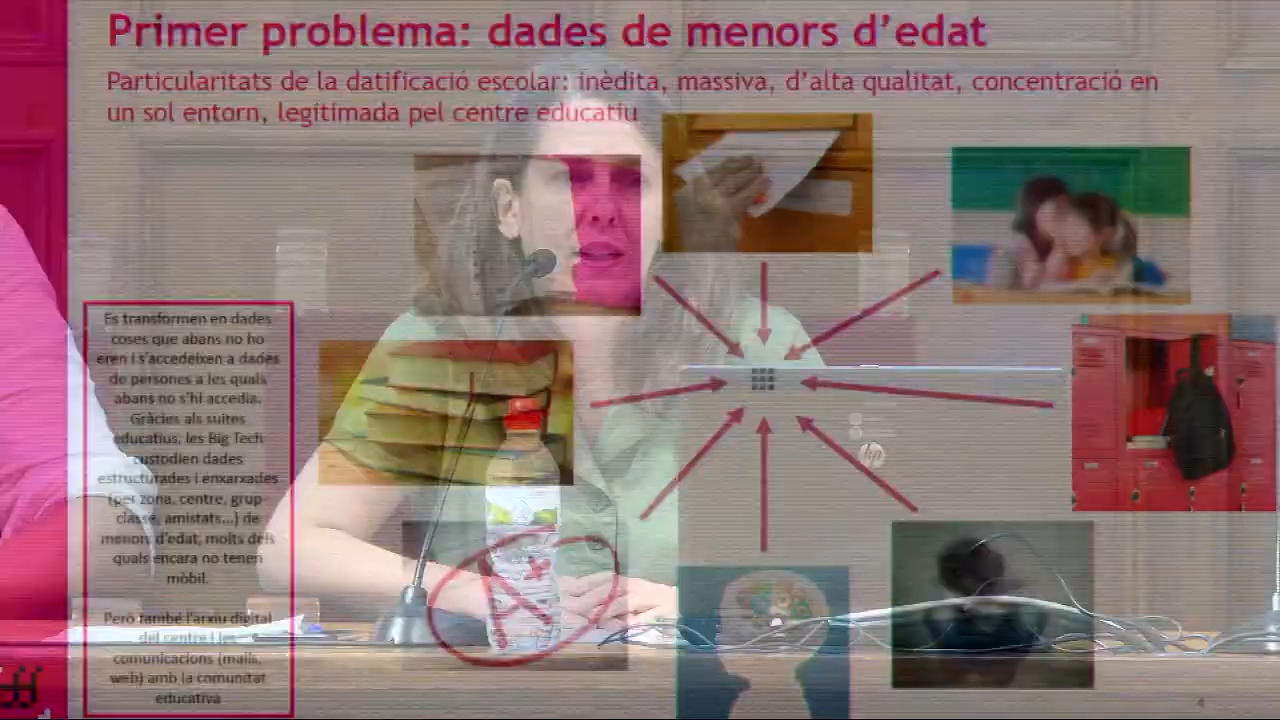 Primer problema: dades de menors d’edat
Particularitats de la datificació escolar: inèdita, massiva, d’alta qualitat, concentració en
un sol entorn, legitimada pel centre educatiu
Es transformen en dades
coses que abans no ho
eren i s’accedeixen a dades
de persones a les quals
abans no s’hi accedia.
Gràcies als suites
educatius, les Big Tech
custodien dades
estructurades i enxarxades
(per zona, centre, grup-
classe, amistats...) de
menors d’edat, molts dels
quals encara no tenen
mòbil.
Però també l’arxiu digital
del centre i les
comunicacions (mails,
web) amb la comunitat
educativa
hp
A+
4